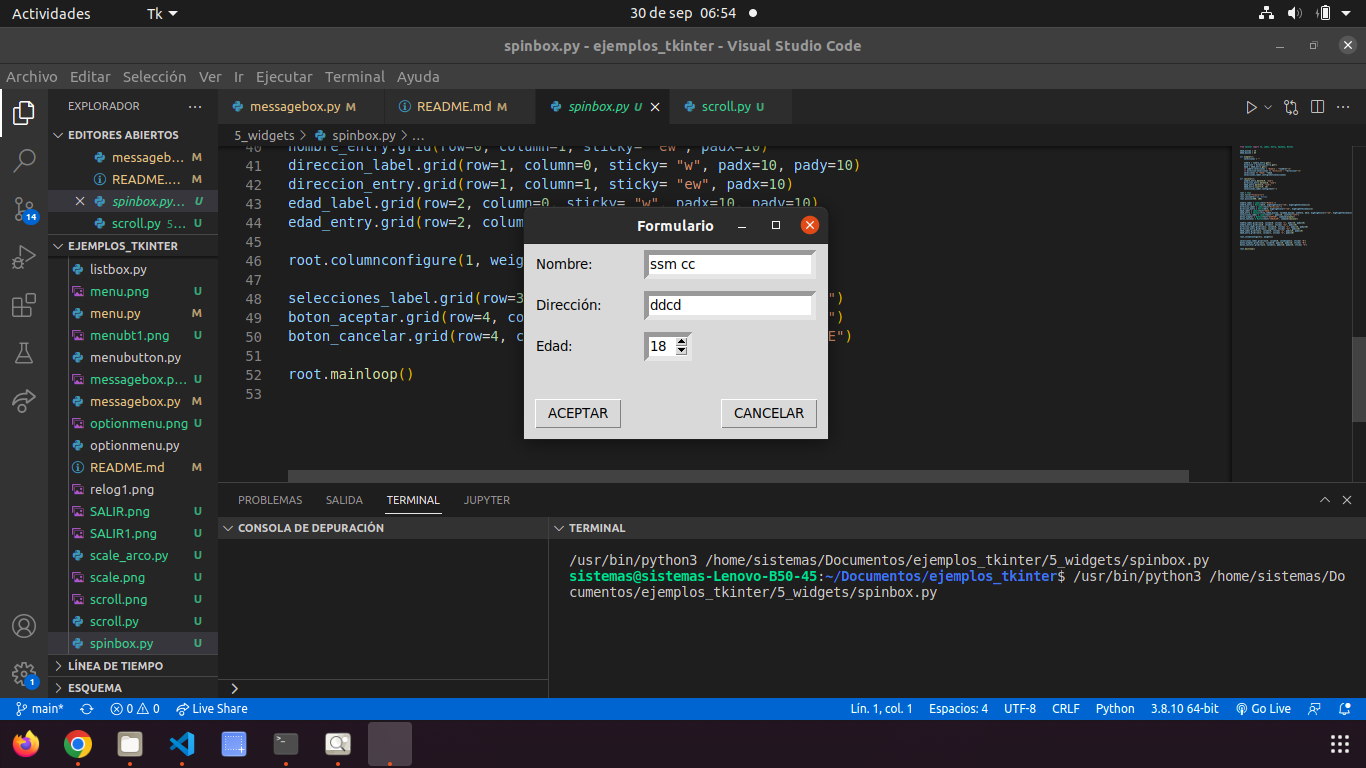 Actividades
Tk
30 de sep 06:54
spinbox.py - ejemplos_tkinter - Visual Studio Code
Archivo Editar Selección Ver Ir Ejecutar Terminal Ayuda
EXPLORADOR
EDITORES ABIERTOS
messageb... M
README.... M
spinbox.py... U
scroll.py 5... U
EJEMPLOS_TKINTER
listbox.py
menu.png U
menu.py M
menubt1.png U
menubutton.py
messagebox.p... U
messagebox.py M
optionmenu.png U
optionmenu.py
README.md M
relog1.png
SALIR.png U
SALIR1.png U
scale_arco.py U
scale.png U
scroll.png U
scroll.py U
spinbox.py U
LÍNEA DE TIEMPO
ESQUEMA
14
1
messagebox.py M
README.md M
spinbox.py U
scroll.py U
5_widgets > spinbox.py > ...
40 nombre_entry.grid(row=0, column=1, sticky= "ew", padx=10)
41 direccion_label.grid(row=1, column=0, sticky= "w", padx=10, pady=10)
42 direccion_entry.grid(row=1, column=1, sticky= "ew", padx=10)
43 edad_label.grid(row=2, column=0, sticky= "w", padx=10, pady=10)
44 edad_entry.grid(row=2, colum
45
46 root.columnconfigure(1, weig
47
48 selecciones_label.grid(row=3 ")
49 boton_aceptar.grid(row=4, co ")
50 boton_cancelar.grid(row=4, c E")
51
52 root.mainloop()
53
Formulario
Nombre: ssm cc
Dirección: ddcd
Edad: 18
ACEPTAR CANCELAR
PROBLEMAS SALIDA TERMINAL JUPYTER
CONSOLA DE DEPURACIÓN
TERMINAL
/usr/bin/python3 /home/sistemas/Documentos/ejemplos_tkinter/5_widgets/spinbox.py
sistemas@sistemas-Lenovo-B50-45:~/Documentos/ejemplos_tkinter$ /usr/bin/python3 /home/sistemas/Do
cumentos/ejemplos_tkinter/5_widgets/spinbox.py
main* 0 0 Live Share
Lín. 1, col. 1 Espacios: 4 UTF-8 CRLF Python 3.8.10 64-bit Go Live